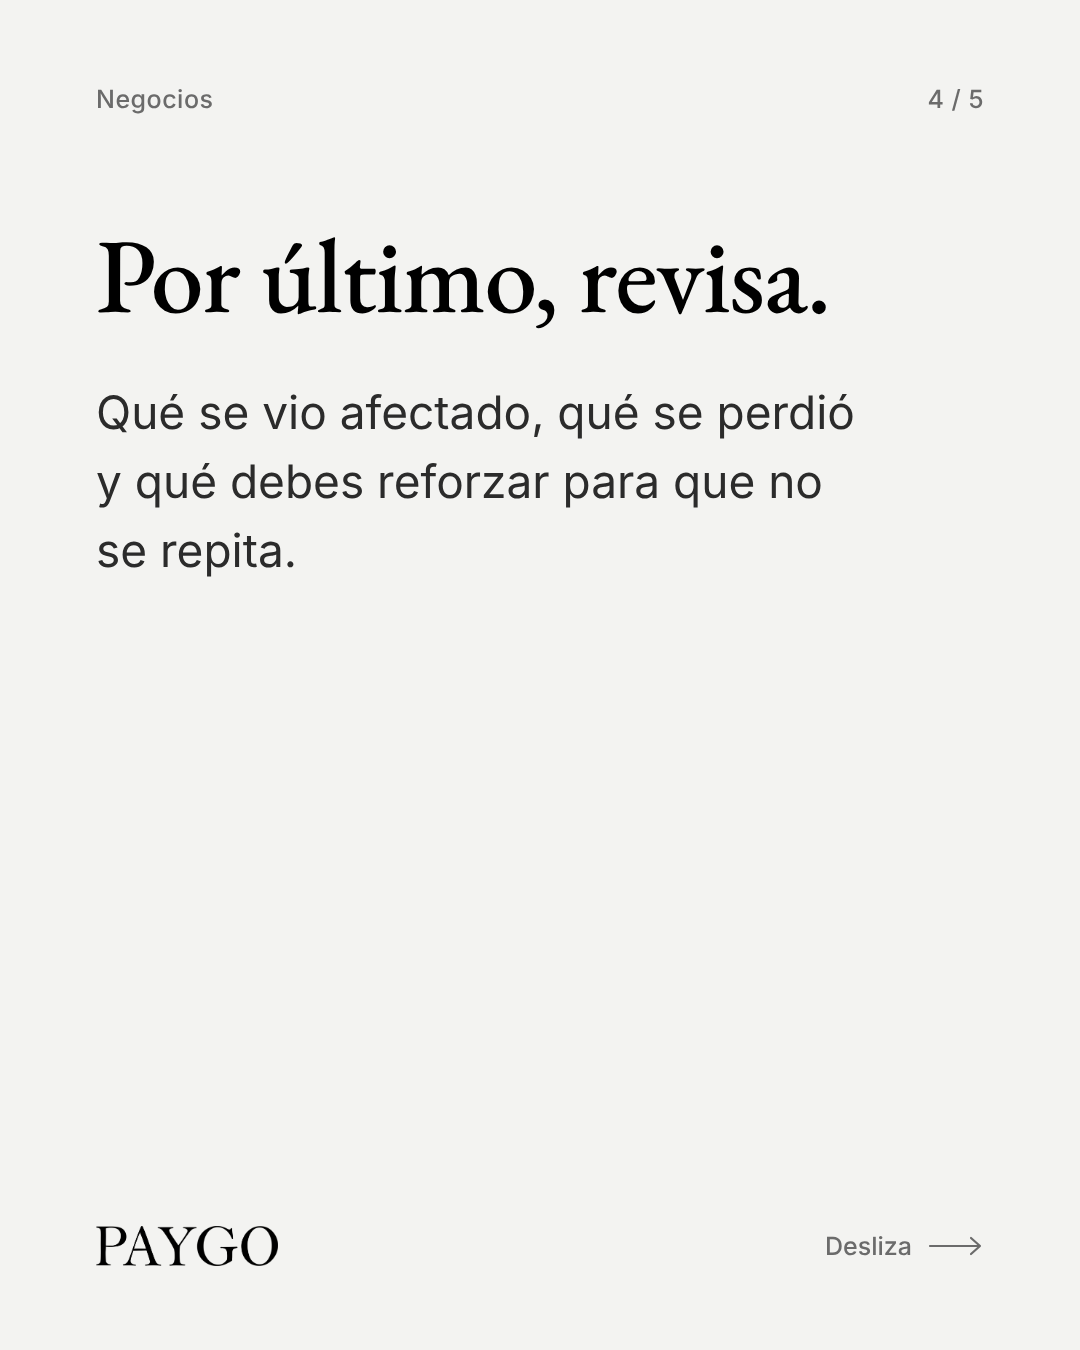 Negocios
4 / 5
Por último, revisa.
Qué se vio afectado, qué se perdió
y qué debes reforzar para que no
se repita.
PAYGO
Desliza →